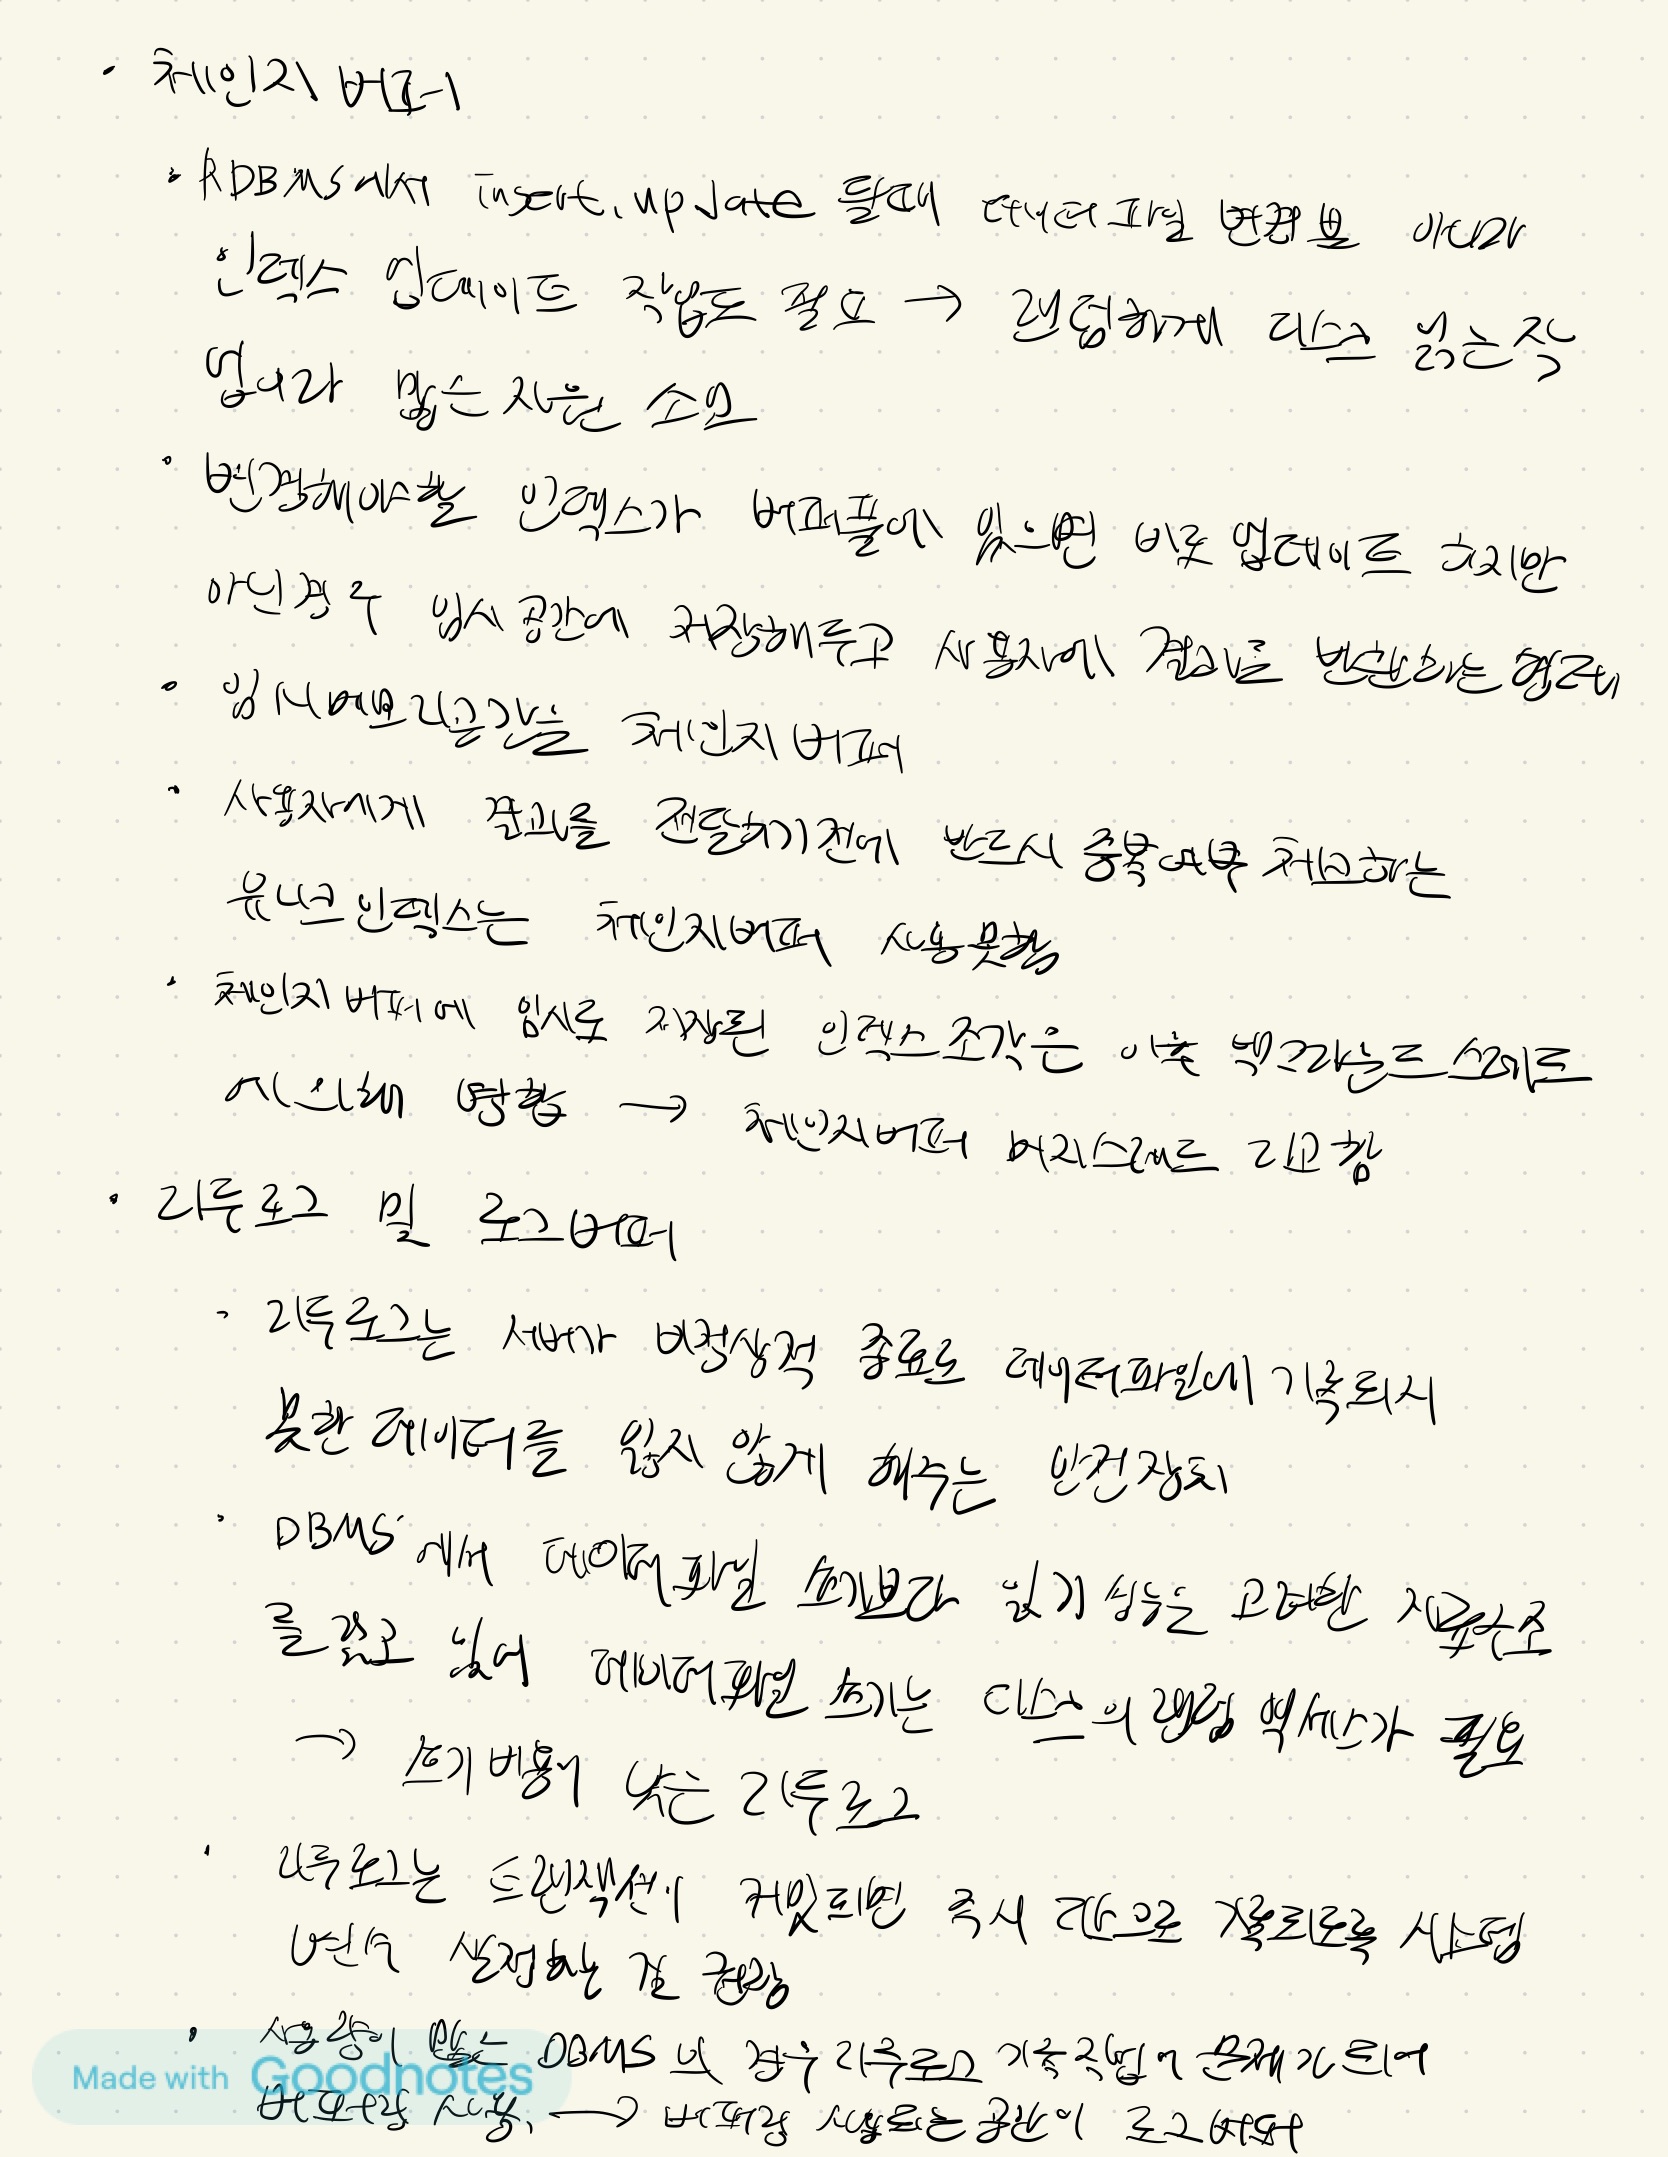 · 체인지 버퍼
· RDBMS에서 insert, update 될때 데이터파일 변경뿐 아니라
인덱스 업데이트 작업도 필요 → 랜덤하게 디스크 읽는작
업이라 많은 자원 소모
· 변경해야할 인덱스가 버퍼풀에 있으면 바로 업데이트 하지만
아닌경우 임시공간에 저장해두고 사용자에 결과를 반환하는 형태
· 임시메모리공간을 체인지 버퍼
· 사용자에게 결과를 전달하기전에 반드시 중복여부 체크하는
유니크 인덱스는 체인지버퍼 사용못함
· 체인지 버퍼에 임시로 저장된 인덱스조각은 이후 백그라운드스레드
에의해 병합 → 체인지버퍼 머지스레드 라고함
· 리두로그 및 로그버퍼
· 리두로그는 서버가 비정상적 종료로 데이터파일에 기록되지
못한 데이터를 잃지 않게 해주는 안전장치
· DBMS에서 데이터파일 쓰기보다 읽기 성능을 고려한 자료구조
를 갖고 있어 데이터파일 쓰기는 디스크의 랜덤 액세스가 필요
→ 쓰기 비용이 낮은 리두로그
· 리두로그는 트랜잭션이 커밋되면 즉시 디스크로 기록되도록 시스템
변수 설정하는 걸 권장
· 사용량이 많은 DBMS의 경우 리두로그 기록작업이 문제가 되어
버퍼링 사용. → 버퍼링 사용되는 공간이 로그버퍼
Made with Goodnotes